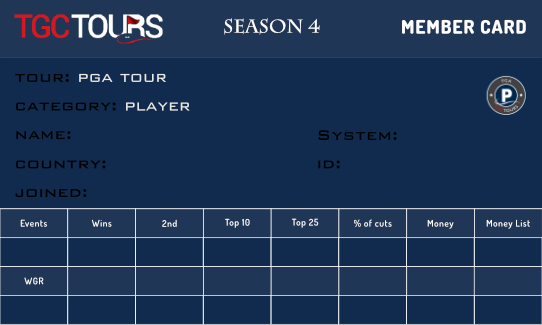 TGCTOURS
SEASON 4
MEMBER CARD
TOUR: PGA TOUR
CATEGORY: PLAYER
PGA
P
TOURS
NAME: SYSTEM:
COUNTRY: ID:
JOINED:
Events Wins 2nd Top 10 Top 25 % of cuts Money Money List
WGR